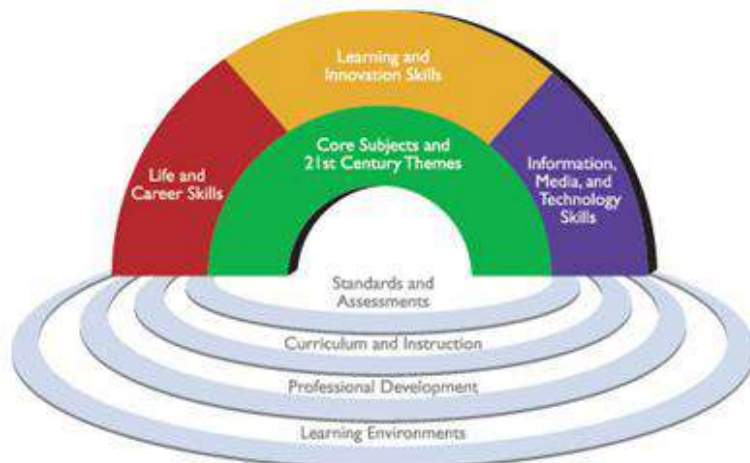 Learning and
Innovation Skills
Core Subjects and
21st Century Themes
Life and
Career Skills
Information,
Media, and
Technology
Skills
Standards and
Assessments
Curriculum and Instruction
Professional Development
Learning Environments